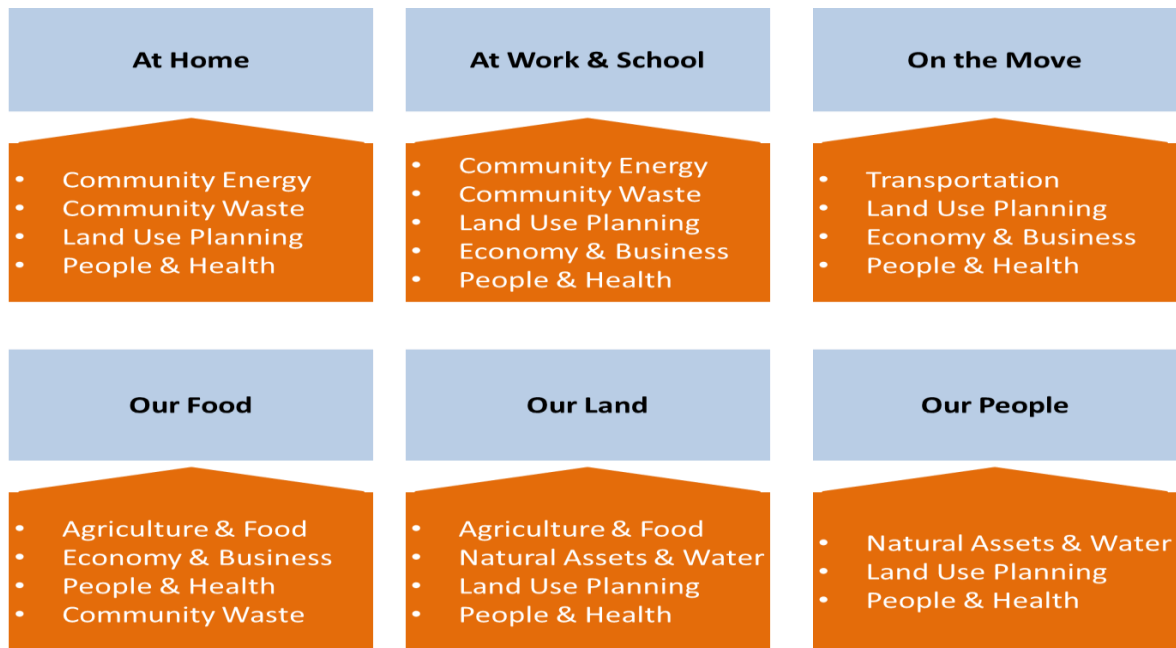 At Home
• Community Energy
• Community Waste
• Land Use Planning
• People & Health
At Work & School
• Community Energy
• Community Waste
• Land Use Planning
• Economy & Business
• People & Health
On the Move
• Transportation
• Land Use Planning
• Economy & Business
• People & Health
Our Food
• Agriculture & Food
• Economy & Business
• People & Health
• Community Waste
Our Land
• Agriculture & Food
• Natural Assets & Water
• Land Use Planning
• People & Health
Our People
• Natural Assets & Water
• Land Use Planning
• People & Health